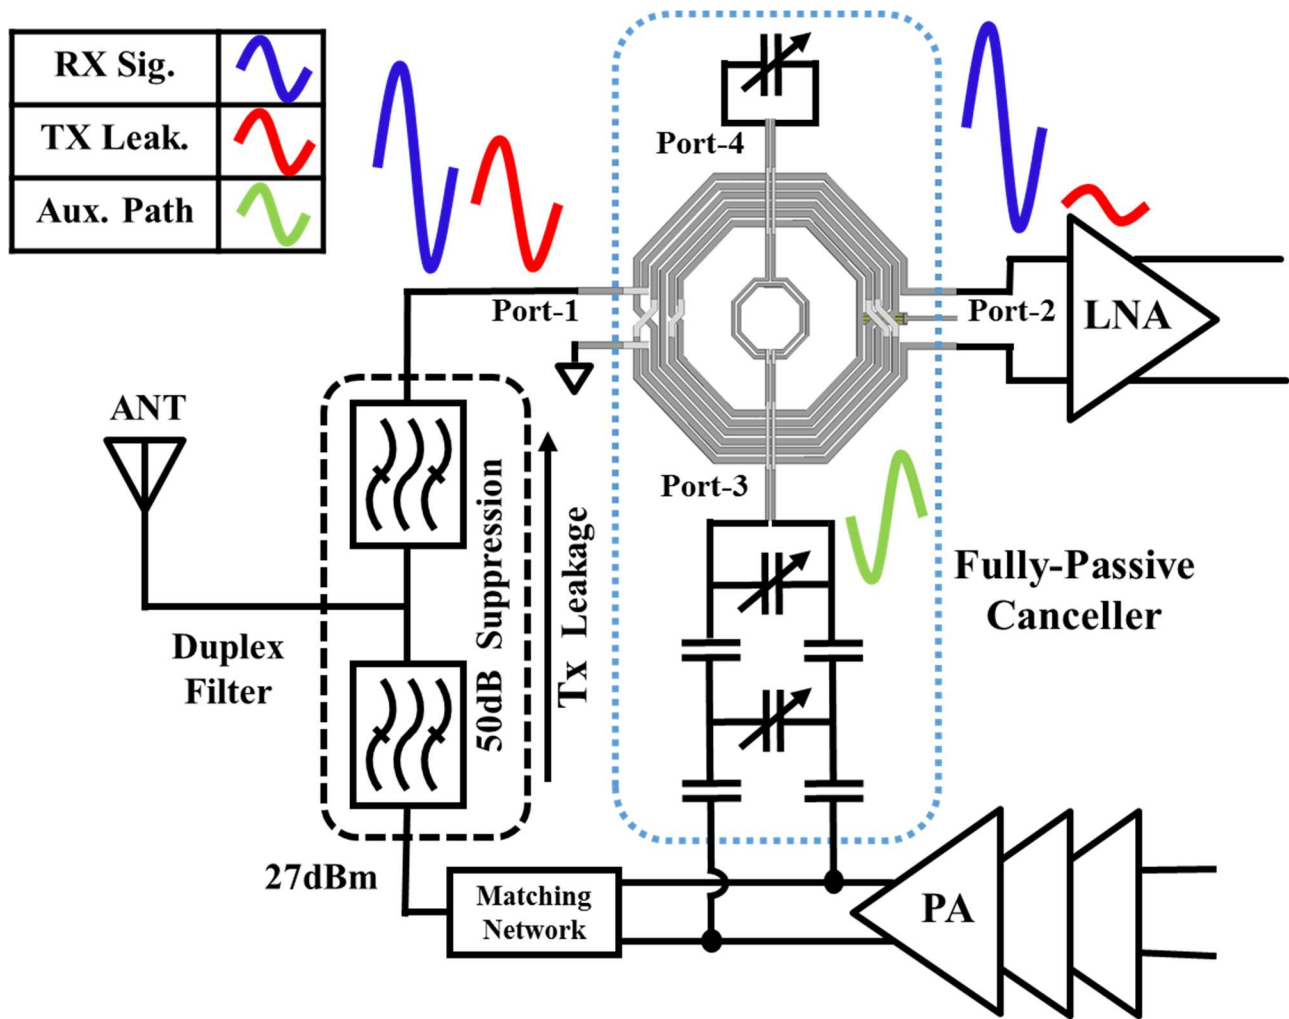 RX Sig.
TX Leak.
Aux. Path
Port-4
Port-1
Port-2
LNA
ANT
Port-3
50dB Suppression
Tx Leakage
Fully-Passive
Canceller
Duplex
Filter
27dBm
Matching
Network
PA